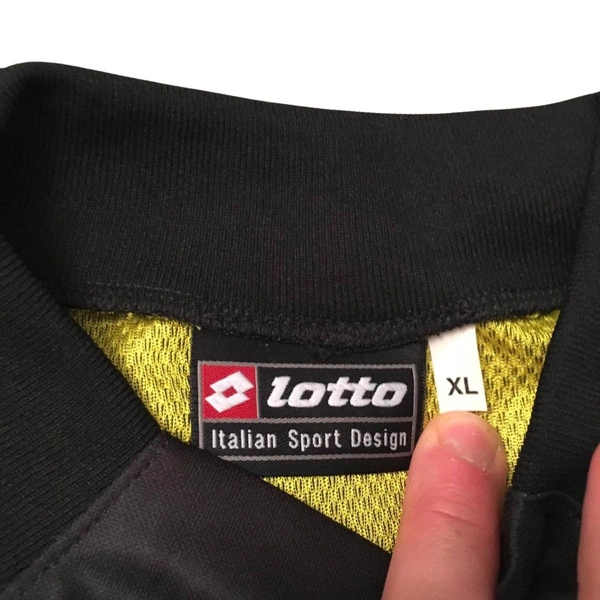 lotto
Italian Sport Design
XL